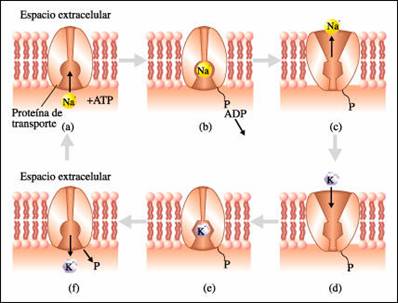 Espacio extracelular
Proteína de
transporte
Na+
+ATP
(a)
Na
P
ADP
(b)
Na+
P
(c)
K+
P
(d)
K+
P
(e)
Espacio extracelular
K+
P
(f)